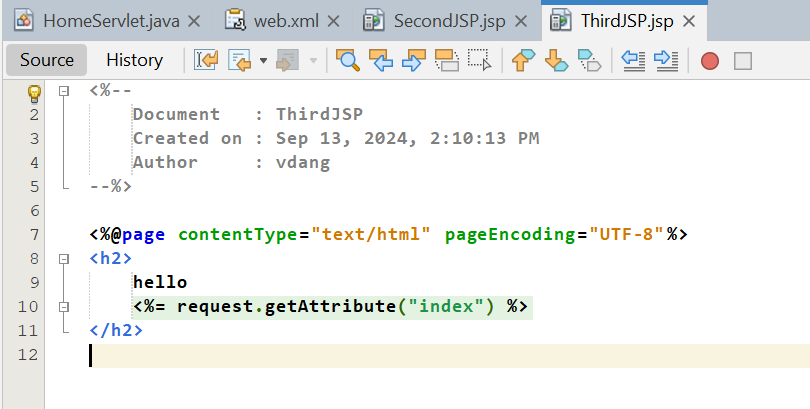 HomeServlet.java web.xml SecondJSP.jsp ThirdJSP.jsp
Source History
<%--
2 Document : ThirdJSP
3 Created on : Sep 13, 2024, 2:10:13 PM
4 Author : vdang
5 --%>
6
7 <%@page contentType="text/html" pageEncoding="UTF-8"%>
8 <h2>
9 hello
10 <%= request.getAttribute("index") %>
11 </h2>
12